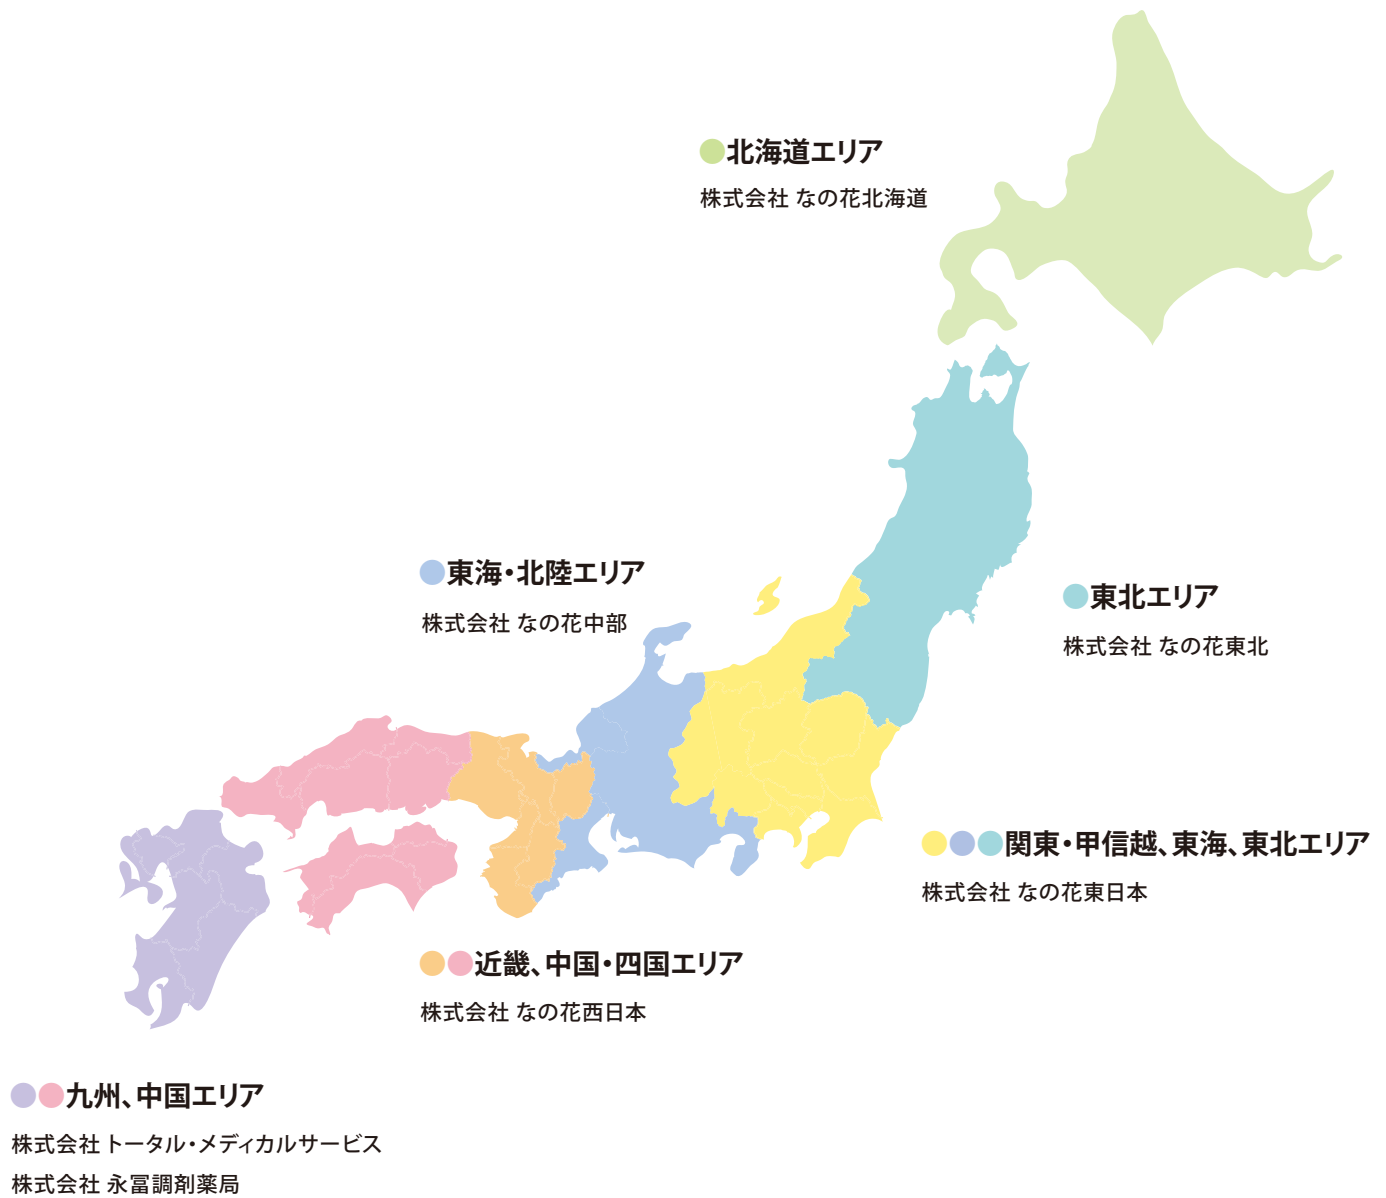 北海道エリア
株式会社 なの花北海道
東海・北陸エリア
株式会社 なの花中部
東北エリア
株式会社 なの花東北
関東・甲信越、東海、東北エリア
株式会社 なの花東日本
近畿、中国・四国エリア
株式会社 なの花西日本
九州、中国エリア
株式会社 トータル・メディカルサービス
株式会社 永冨調剤薬局